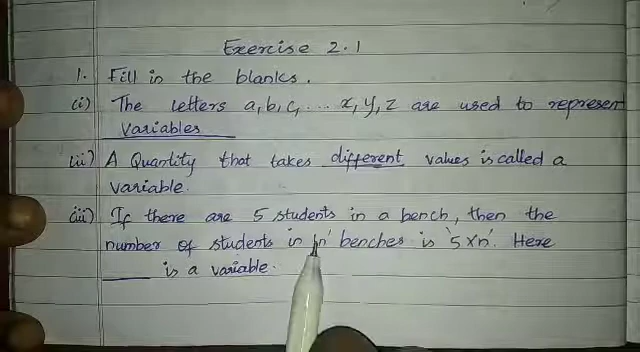 Exercise 2.1
1. Fill in the blanks.
(i) The letters a, b, c, ... x, y, z are used to represent
Variables
(ii) A Quantity that takes different values is called a
variable.
(iii) If there are 5 students in a bench, then the
number of students in 'n' benches is '5×n'. Here
____ is a variable.